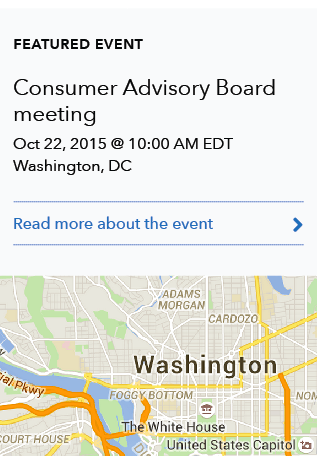 FEATURED EVENT
Consumer Advisory Board
meeting
Oct 22, 2015 @ 10:00 AM EDT
Washington, DC
Read more about the event
ADAMS
MORGAN
CARDOZO
Washington
ial Pkwy
FOGGY BOTTOM
NOM
The White House
COURT HOUSE
United States Capitol